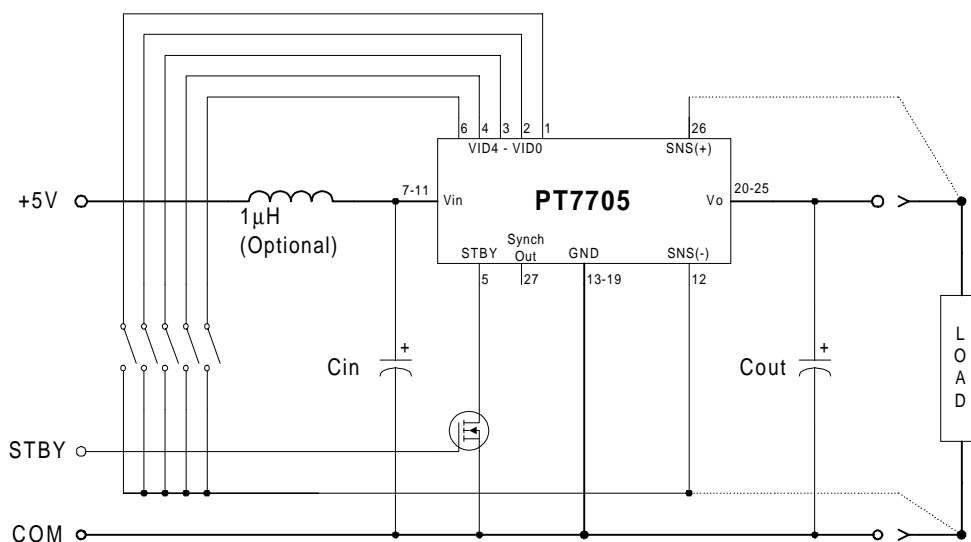 6 4 3 2 1
26
VID4 - VID0
SNS(+)
+5V
1μH
(Optional)
7-11
Vin
PT7705
Vo
20-25
STBY
Synch
Out
GND
SNS(-)
5
27
13-19
12
Cin
+
Cout
+
LOAD
STBY
COM